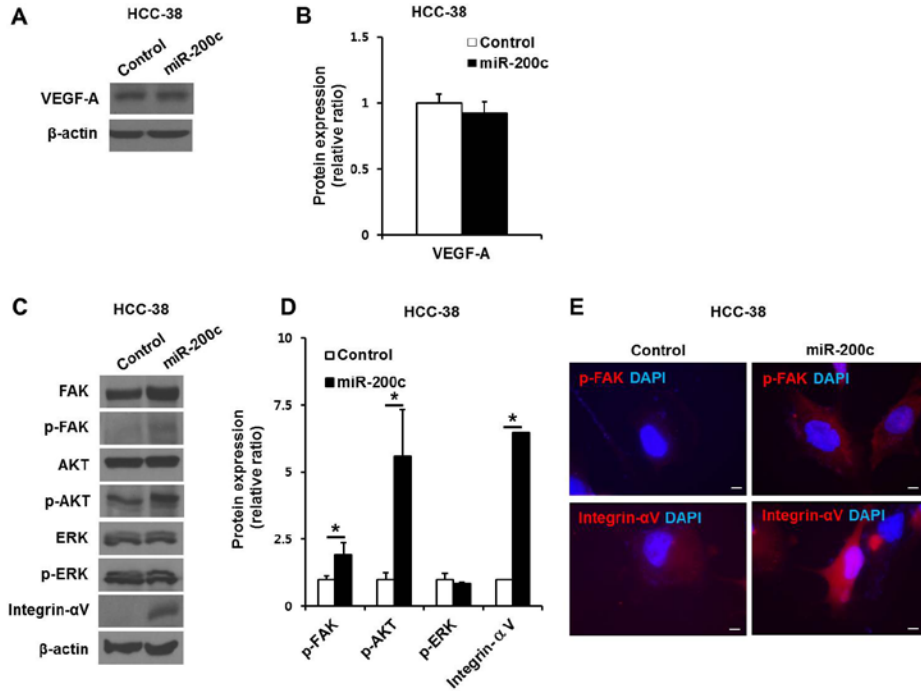 A
HCC-38
Control
miR-200c
VEGF-A
β-actin
B
HCC-38
Control
miR-200c
Protein expression
(relative ratio)
1.5
1
0.5
0
VEGF-A
C
HCC-38
Control
miR-200c
FAK
p-FAK
AKT
p-AKT
ERK
p-ERK
Integrin-αV
β-actin
D
HCC-38
Control
miR-200c
Protein expression
(relative ratio)
10
7.5
5
2.5
0
*
*
*
p-FAK
p-AKT
p-ERK
Integrin- α V
E
HCC-38
Control
miR-200c
p-FAK DAPI
p-FAK DAPI
Integrin-αV DAPI
Integrin-αV DAPI